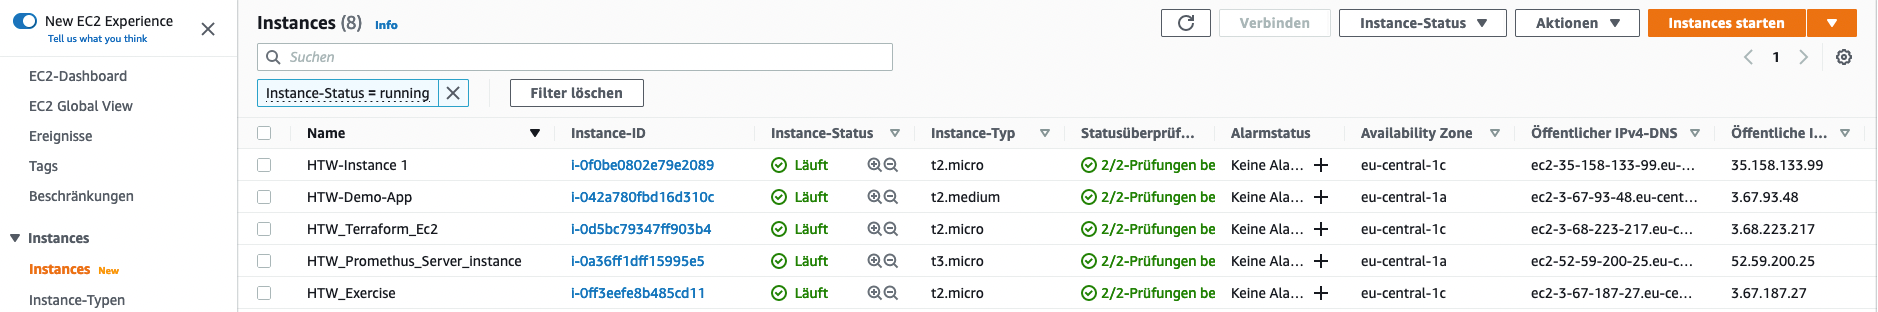 New EC2 Experience
Tell us what you think
EC2-Dashboard
EC2 Global View
Ereignisse
Tags
Beschränkungen
Instances
Instances New
Instance-Typen
Instances (8) Info
Verbinden Instance-Status Aktionen Instances starten
Suchen
1
Instance-Status = running Filter löschen
Name Instance-ID Instance-Status Instance-Typ Statusüberprüf... Alarmstatus Availability Zone Öffentlicher IPv4-DNS Öffentliche I...
HTW-Instance 1 i-0f0be0802e79e2089 Läuft t2.micro 2/2-Prüfungen be Keine Ala... eu-central-1c ec2-35-158-133-99.eu-... 35.158.133.99
HTW-Demo-App i-042a780fbd16d310c Läuft t2.medium 2/2-Prüfungen be Keine Ala... eu-central-1a ec2-3-67-93-48.eu-cent... 3.67.93.48
HTW_Terraform_Ec2 i-0d5bc79347ff903b4 Läuft t2.micro 2/2-Prüfungen be Keine Ala... eu-central-1c ec2-3-68-223-217.eu-c... 3.68.223.217
HTW_Promethus_Server_instance i-0a36ff1dff15995e5 Läuft t3.micro 2/2-Prüfungen be Keine Ala... eu-central-1a ec2-52-59-200-25.eu-c... 52.59.200.25
HTW_Exercise i-0ff3eefe8b485cd11 Läuft t2.micro 2/2-Prüfungen be Keine Ala... eu-central-1c ec2-3-67-187-27.eu-ce... 3.67.187.27